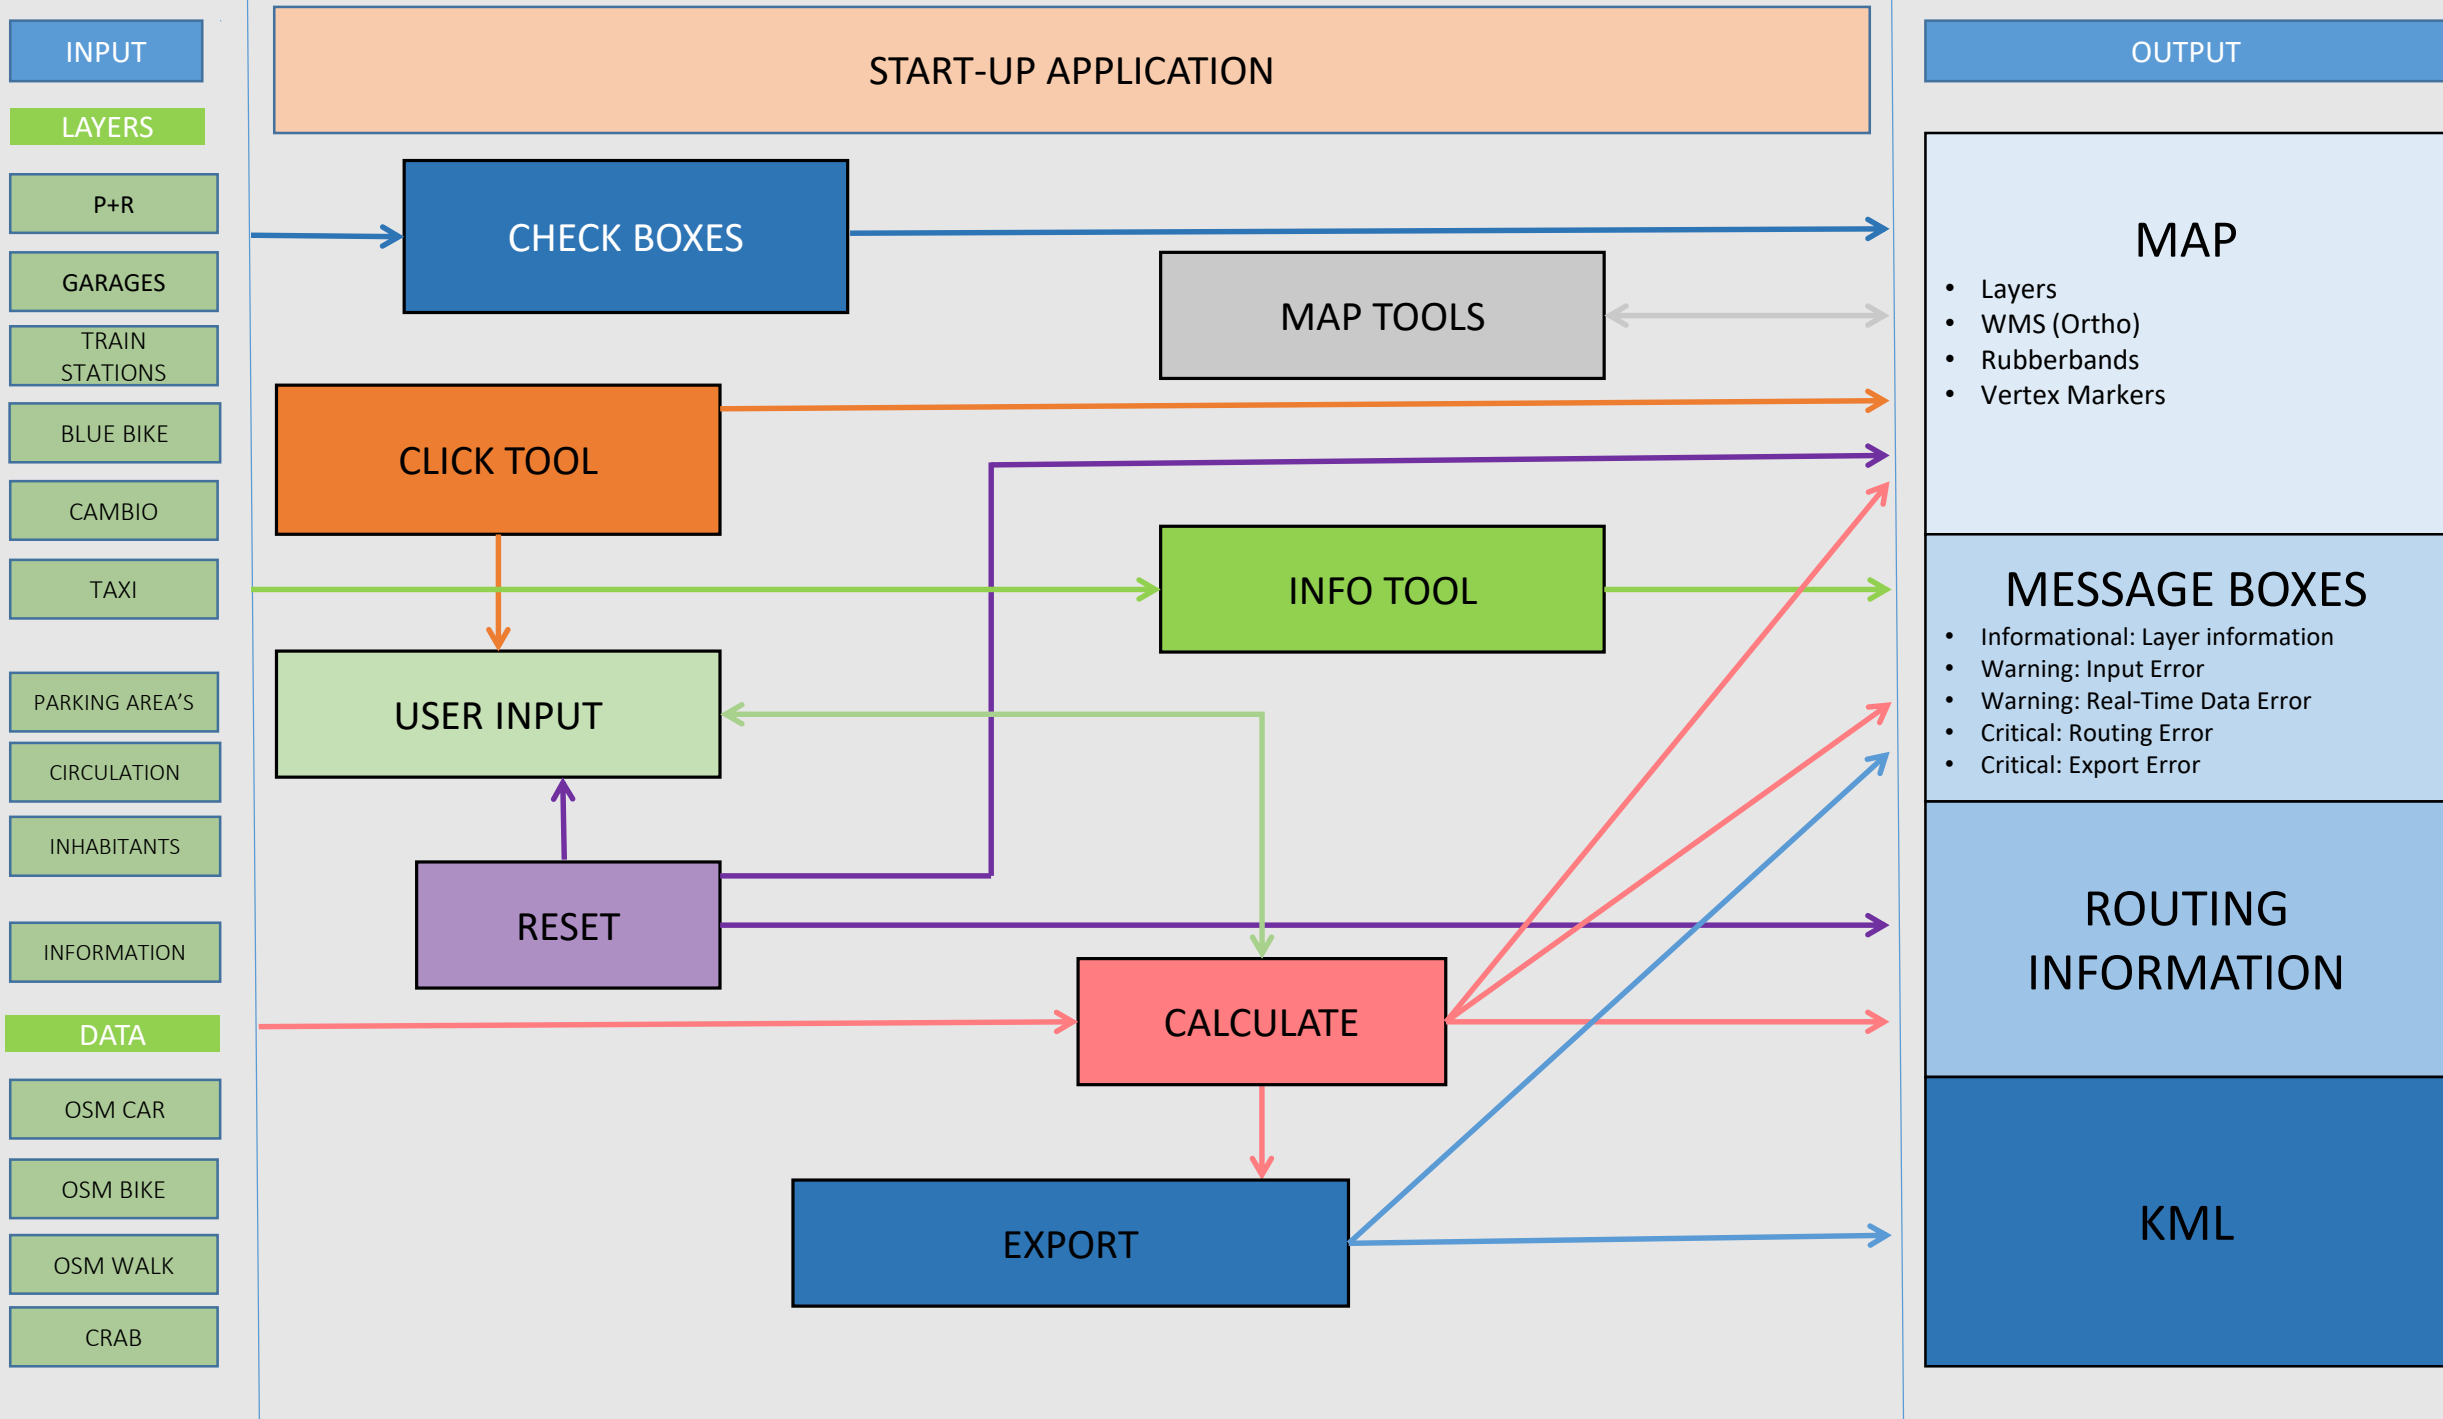 INPUT
LAYERS
P+R
GARAGES
TRAIN
STATIONS
BLUE BIKE
CAMBIO
TAXI
PARKING AREA’S
CIRCULATION
INHABITANTS
INFORMATION
DATA
OSM CAR
OSM BIKE
OSM WALK
CRAB
START-UP APPLICATION
CHECK BOXES
MAP TOOLS
CLICK TOOL
INFO TOOL
USER INPUT
RESET
CALCULATE
EXPORT
OUTPUT
MAP
• Layers
• WMS (Ortho)
• Rubberbands
• Vertex Markers
MESSAGE BOXES
• Informational: Layer information
• Warning: Input Error
• Warning: Real-Time Data Error
• Critical: Routing Error
• Critical: Export Error
ROUTING
INFORMATION
KML